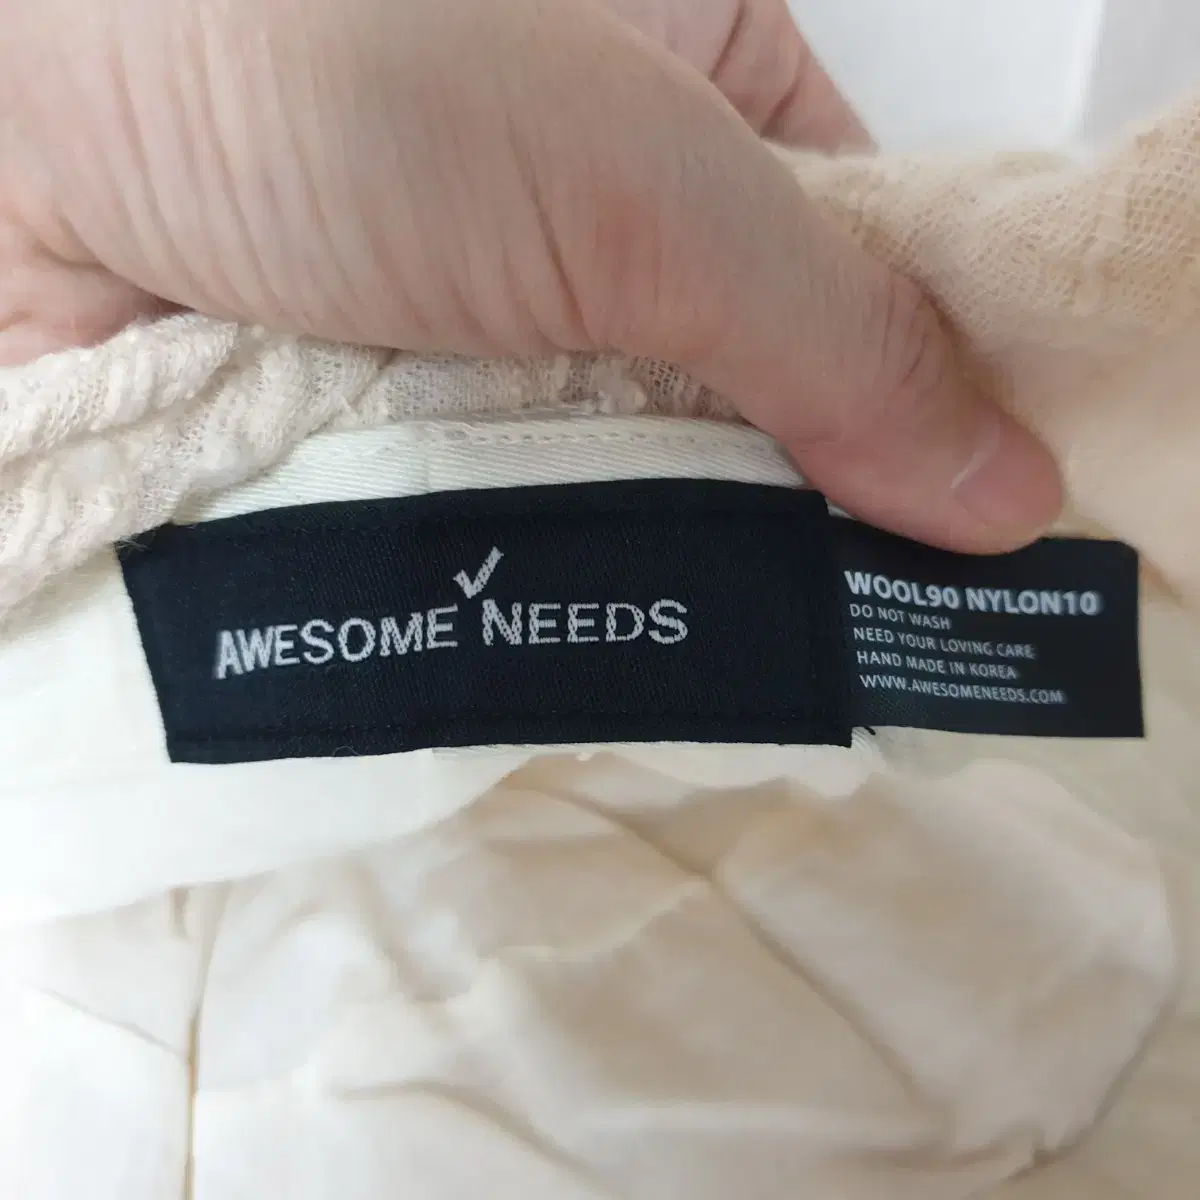 AWESOME NEEDS
WOOL90 NYLON10
DO NOT WASH
NEED YOUR LOVING CARE
HAND MADE IN KOREA
WWW.AWESOMENEEDS.COM